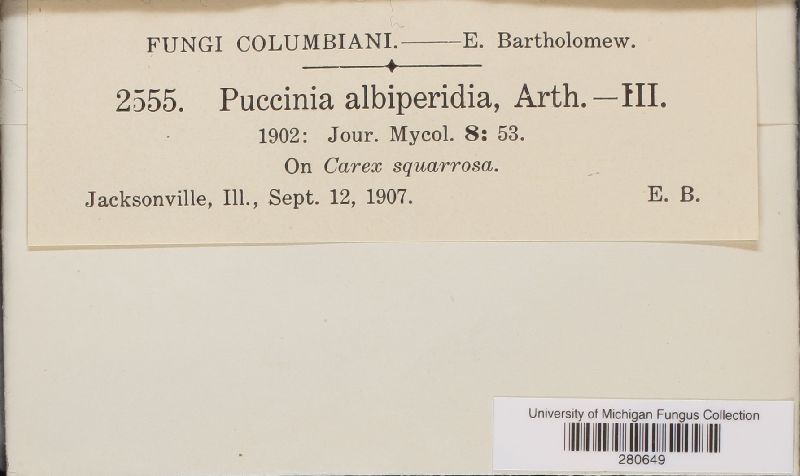 FUNGI COLUMBIANI.——E. Bartholomew.
2555. Puccinia albiperidia, Arth.—III.
1902: Jour. Mycol. 8: 53.
On Carex squarrosa.
Jacksonville, Ill., Sept. 12, 1907. E. B.
University of Michigan Fungus Collection
280649